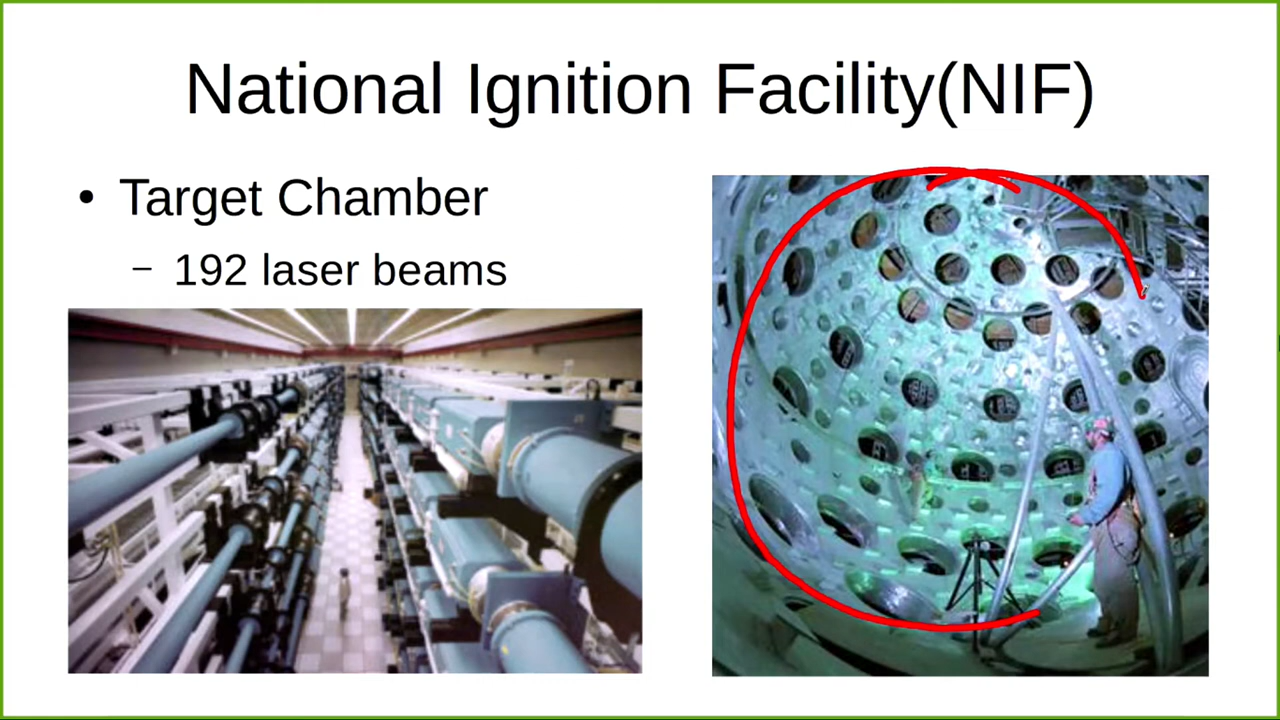 National Ignition Facility(NIF)
• Target Chamber
– 192 laser beams